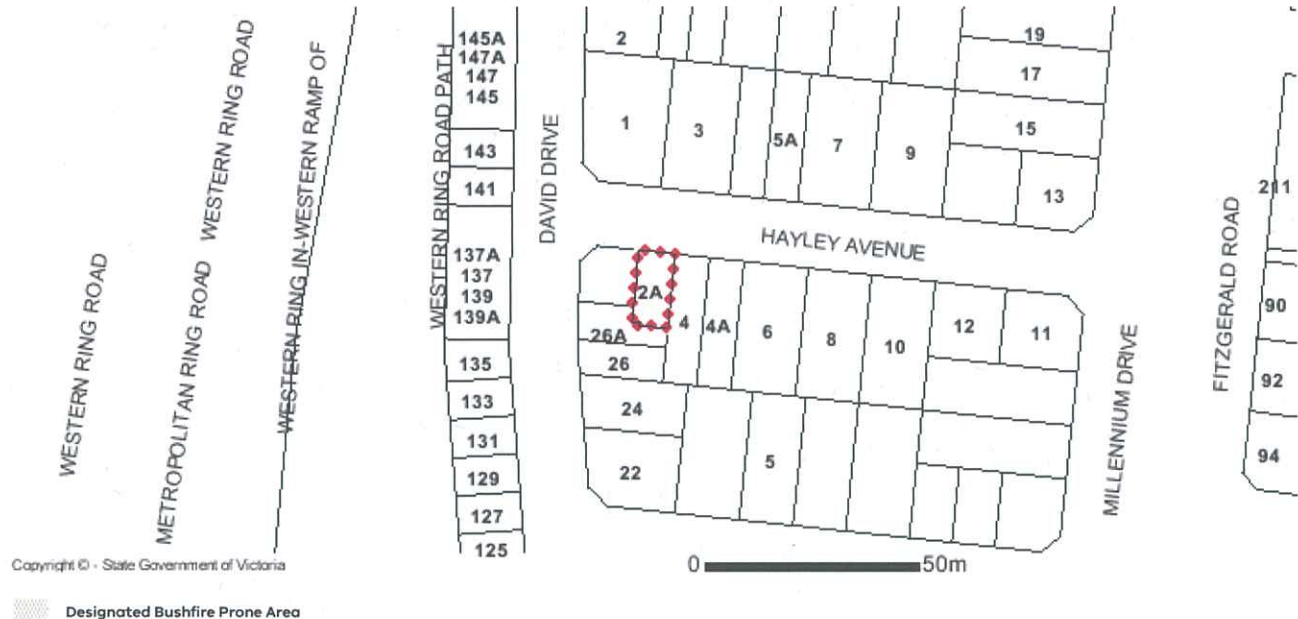 WESTERN RING ROAD
METROPOLITAN RING ROAD
WESTERN RING ROAD
WESTERN RING IN-WESTERN RAMP OF
WESTERN RING ROAD PATH
145A
147A
147
145
143
141
137A
137
139
139A
135
133
131
129
127
125
DAVID DRIVE
2
1
3
5A
7
9
19
17
15
13
HAYLEY AVENUE
2A
26A
26
24
22
4
4A
6
8
10
12
11
5
MILLENNIUM DRIVE
FITZGERALD ROAD
211
90
92
94
0 50m
Copyright © - State Government of Victoria
Designated Bushfire Prone Area